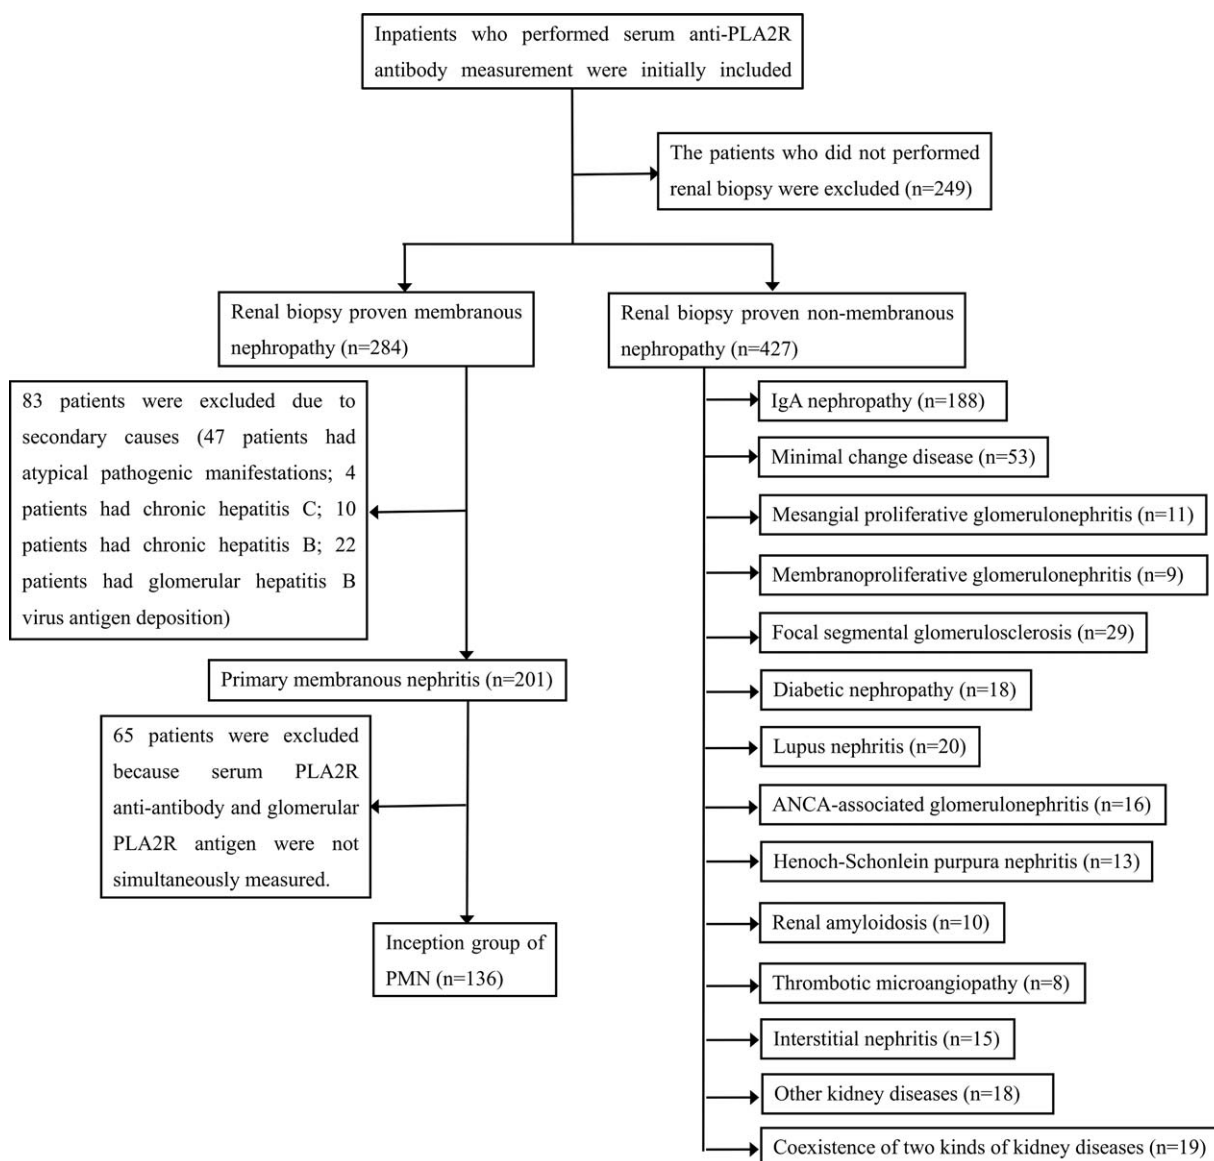 Inpatients who performed serum anti-PLA2R
antibody measurement were initially included
The patients who did not performed
renal biopsy were excluded (n=249)
Renal biopsy proven membranous
nephropathy (n=284)
Renal biopsy proven non-membranous
nephropathy (n=427)
83 patients were excluded due to
secondary causes (47 patients had
atypical pathogenic manifestations; 4
patients had chronic hepatitis C; 10
patients had chronic hepatitis B; 22
patients had glomerular hepatitis B
virus antigen deposition)
Primary membranous nephritis (n=201)
65 patients were excluded
because serum PLA2R
anti-antibody and glomerular
PLA2R antigen were not
simultaneously measured.
Inception group of
PMN (n=136)
IgA nephropathy (n=188)
Minimal change disease (n=53)
Mesangial proliferative glomerulonephritis (n=11)
Membranoproliferative glomerulonephritis (n=9)
Focal segmental glomerulosclerosis (n=29)
Diabetic nephropathy (n=18)
Lupus nephritis (n=20)
ANCA-associated glomerulonephritis (n=16)
Henoch-Schonlein purpura nephritis (n=13)
Renal amyloidosis (n=10)
Thrombotic microangiopathy (n=8)
Interstitial nephritis (n=15)
Other kidney diseases (n=18)
Coexistence of two kinds of kidney diseases (n=19)